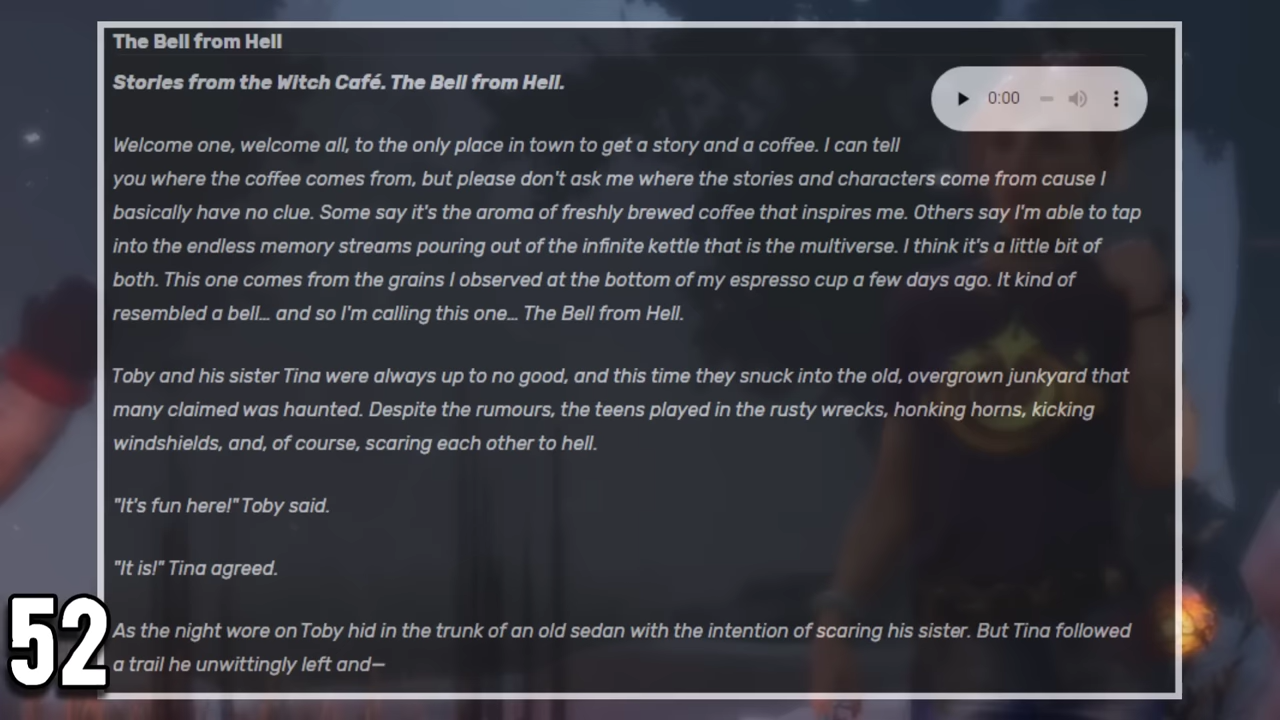 The Bell from Hell
Stories from the Witch Café. The Bell from Hell.
0:00
Welcome one, welcome all, to the only place in town to get a story and a coffee. I can tell
you where the coffee comes from, but please don't ask me where the stories and characters come from cause I
basically have no clue. Some say it's the aroma of freshly brewed coffee that inspires me. Others say I'm able to tap
into the endless memory streams pouring out of the infinite kettle that is the multiverse. I think it's a little bit of
both. This one comes from the grains I observed at the bottom of my espresso cup a few days ago. It kind of
resembled a bell... and so I'm calling this one... The Bell from Hell.
Toby and his sister Tina were always up to no good, and this time they snuck into the old, overgrown junkyard that
many claimed was haunted. Despite the rumours, the teens played in the rusty wrecks, honking horns, kicking
windshields, and, of course, scaring each other to hell.
"It's fun here!" Toby said.
"It is!" Tina agreed.
As the night wore on Toby hid in the trunk of an old sedan with the intention of scaring his sister. But Tina followed
a trail he unwittingly left and—
52